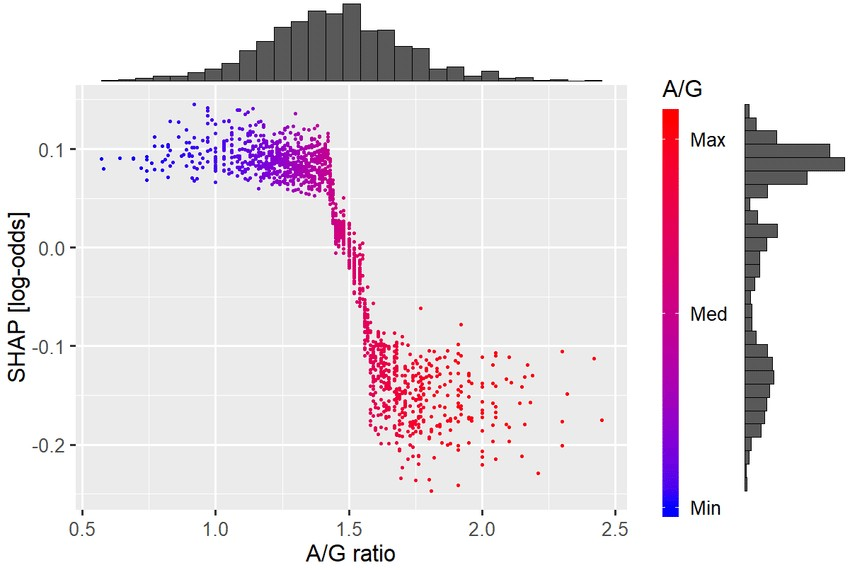 A/G
Max
Med
Min
SHAP [log-odds]
0.1
0.0
-0.1
-0.2
0.5 1.0 1.5 2.0 2.5
A/G ratio